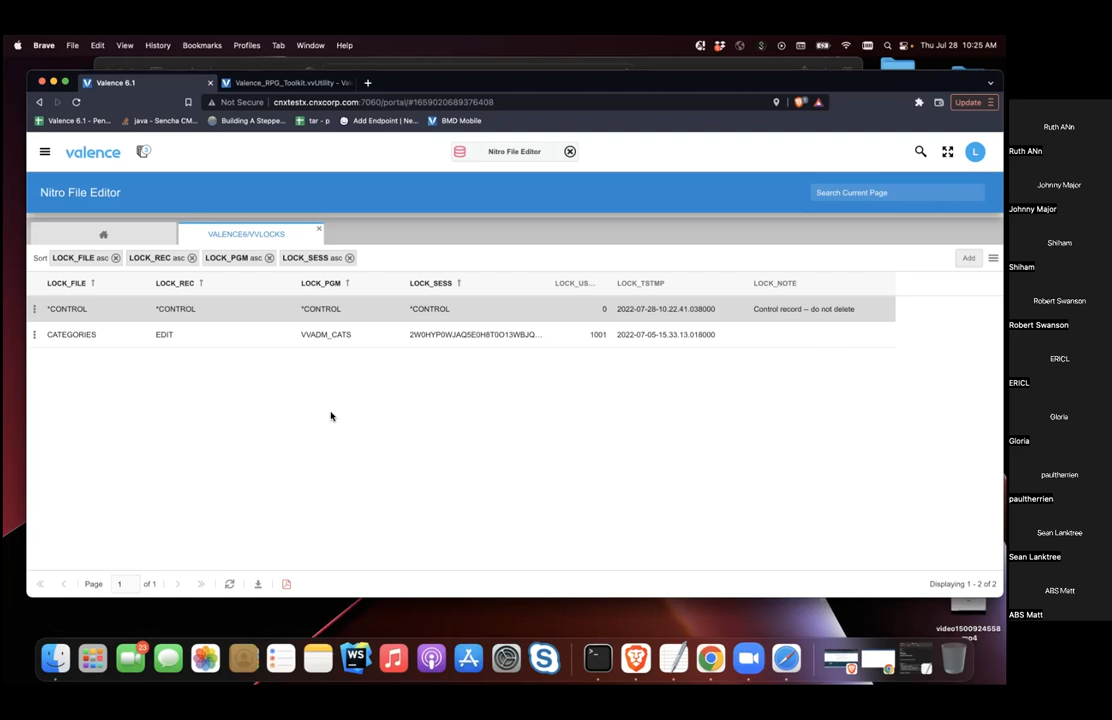 Brave File Edit View History Bookmarks Profiles Tab Window Help Thu Jul 28 10:25 AM
Valence 6.1 Valence_RPG_Toolkit.vvUtility - Val
Not Secure cnxtestx.cnxcorp.com:7060/portal/#1659020689376408 Update
Valence 6.1 - Pen... java - Sencha CM... Building A Steppe... tar - p Add Endpoint | Ne... BMD Mobile
valence 3 Nitro File Editor L
Nitro File Editor Search Current Page
VALENCE6/VVLOCKS
Sort LOCK_FILE asc LOCK_REC asc LOCK_PGM asc LOCK_SESS asc Add
LOCK_FILE LOCK_REC LOCK_PGM LOCK_SESS LOCK_US... LOCK_TSTMP LOCK_NOTE
*CONTROL *CONTROL *CONTROL *CONTROL 0 2022-07-28-10.22.41.038000 Control record -- do not delete
CATEGORIES EDIT VVADM_CATS 2W0HYP0WJAQ5E0H8T0O13WBJQ... 1001 2022-07-05-15.33.13.018000
Page 1 of 1 Displaying 1 - 2 of 2
video1500924558
mp4
23
WS
Ruth ANn
Ruth ANn
Johnny Major
Johnny Major
Shiham
Shiham
Robert Swanson
Robert Swanson
ERICL
ERICL
Gloria
Gloria
paultherrien
paultherrien
Sean Lanktree
Sean Lanktree
ABS Matt
ABS Matt